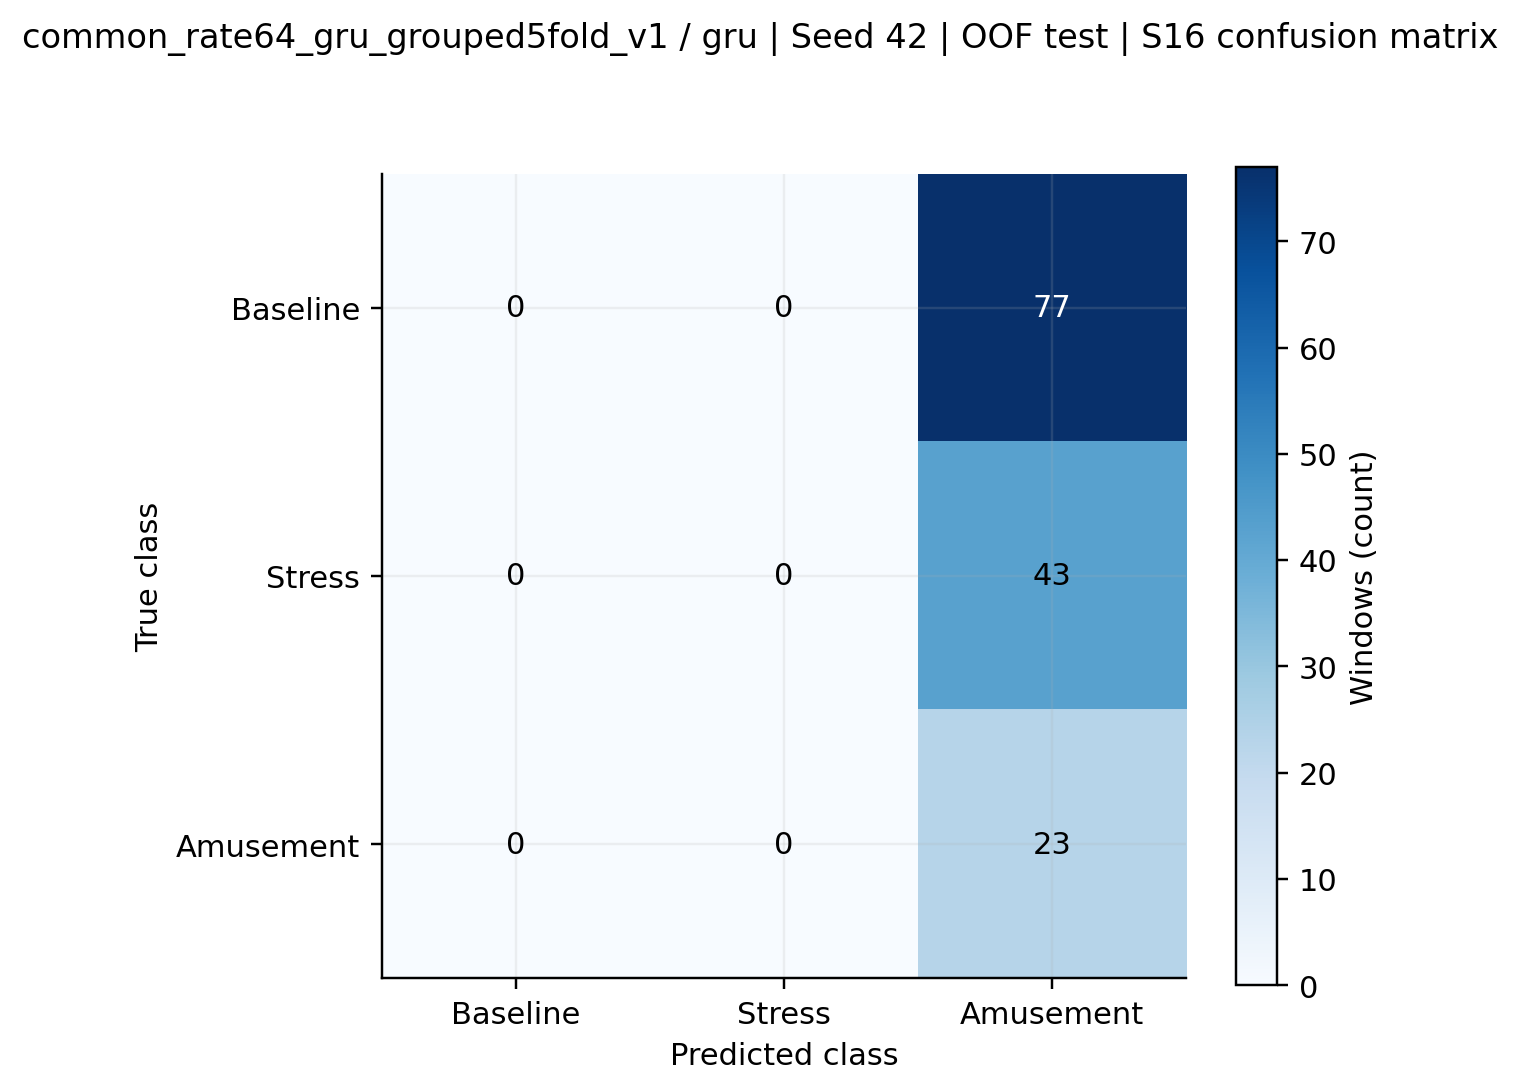 common_rate64_gru_grouped5fold_v1 / gru | Seed 42 | OOF test | S16 confusion matrix
Baseline 0 0 77
Stress 0 0 43
Amusement 0 0 23
Baseline Stress Amusement
Predicted class
True class
70
60
50
40
30
20
10
0
Windows (count)